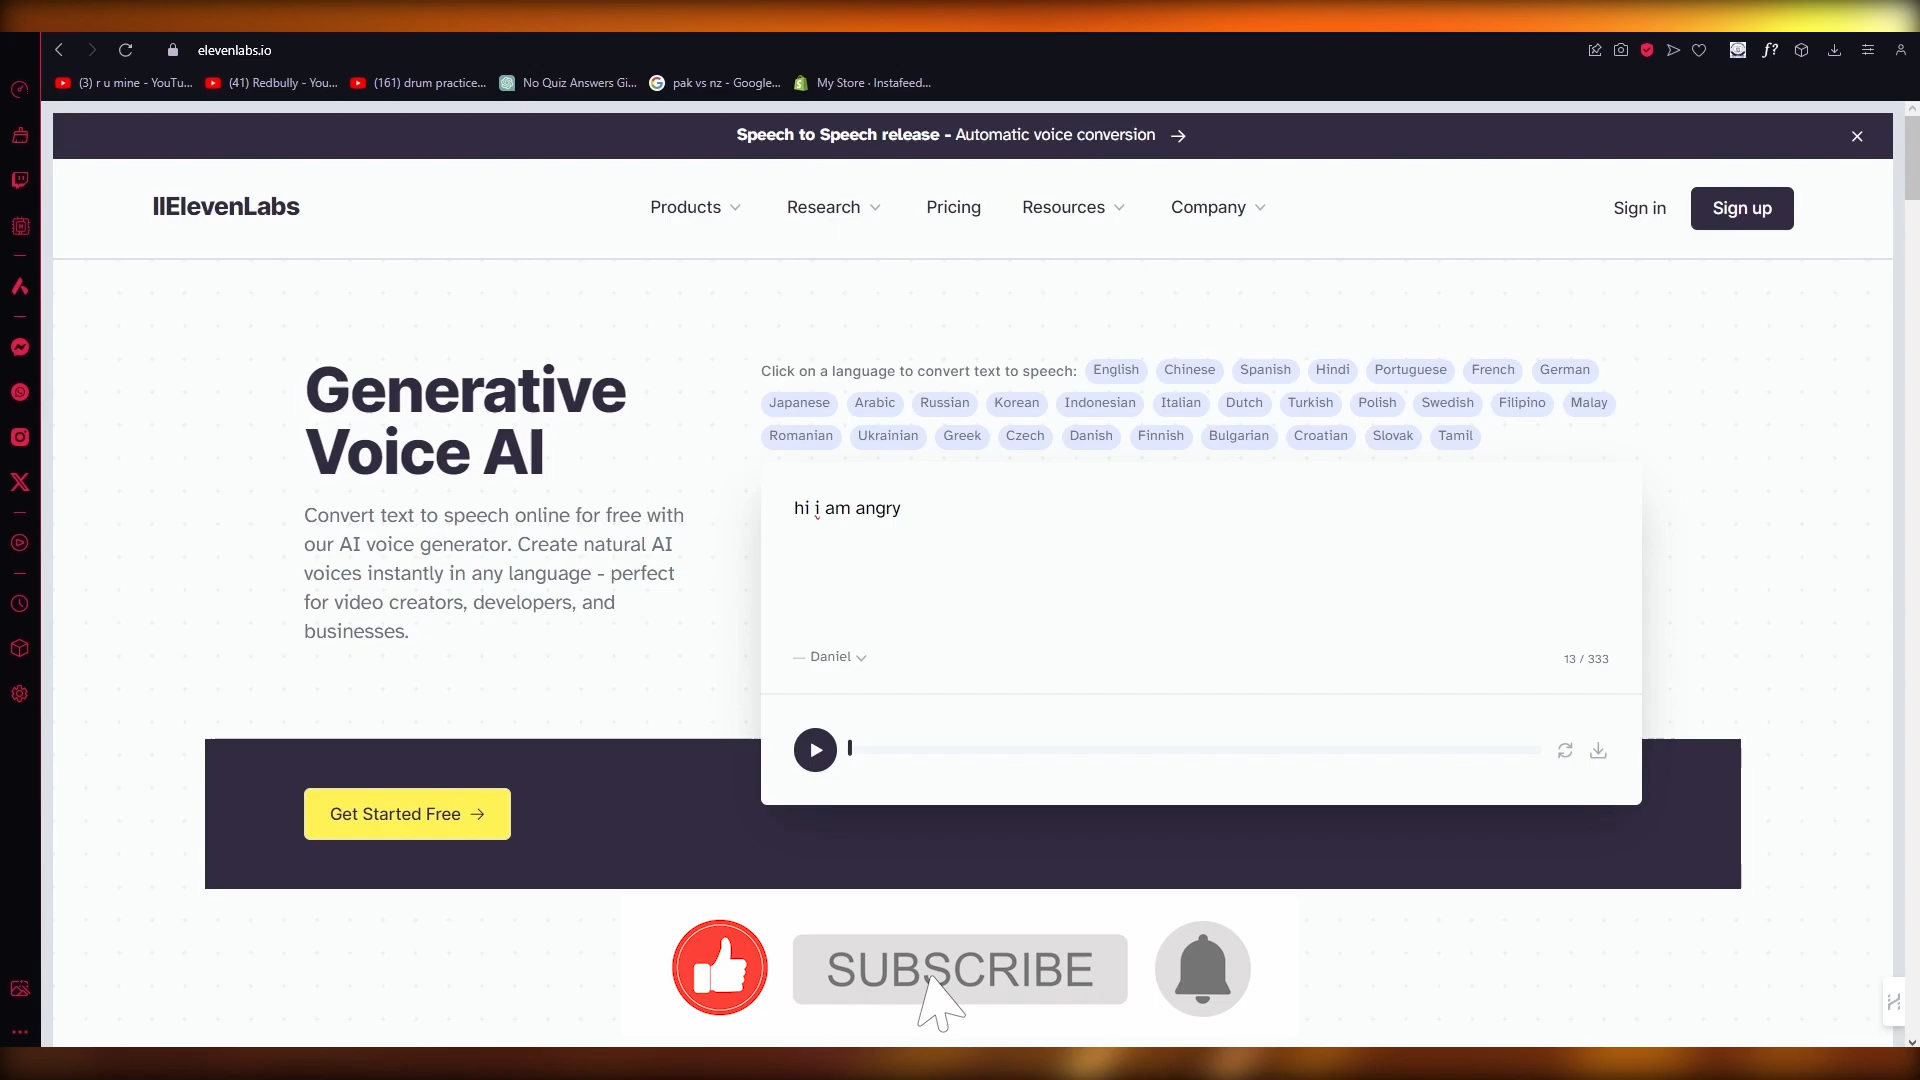 elevenlabs.io
(3) r u mine - YouTu...
(41) Redbully - You...
(161) drum practice...
No Quiz Answers Gi...
pak vs nz - Google...
My Store · Instafeed...
Speech to Speech release - Automatic voice conversion →
IIElevenLabs
Products
Research
Pricing
Resources
Company
Sign in
Sign up
Generative
Voice AI
Convert text to speech online for free with
our AI voice generator. Create natural AI
voices instantly in any language - perfect
for video creators, developers, and
businesses.
Get Started Free →
Click on a language to convert text to speech: English Chinese Spanish Hindi Portuguese French German
Japanese Arabic Russian Korean Indonesian Italian Dutch Turkish Polish Swedish Filipino Malay
Romanian Ukrainian Greek Czech Danish Finnish Bulgarian Croatian Slovak Tamil
hi i am angry
— Daniel
13 / 333
SUBSCRIBE